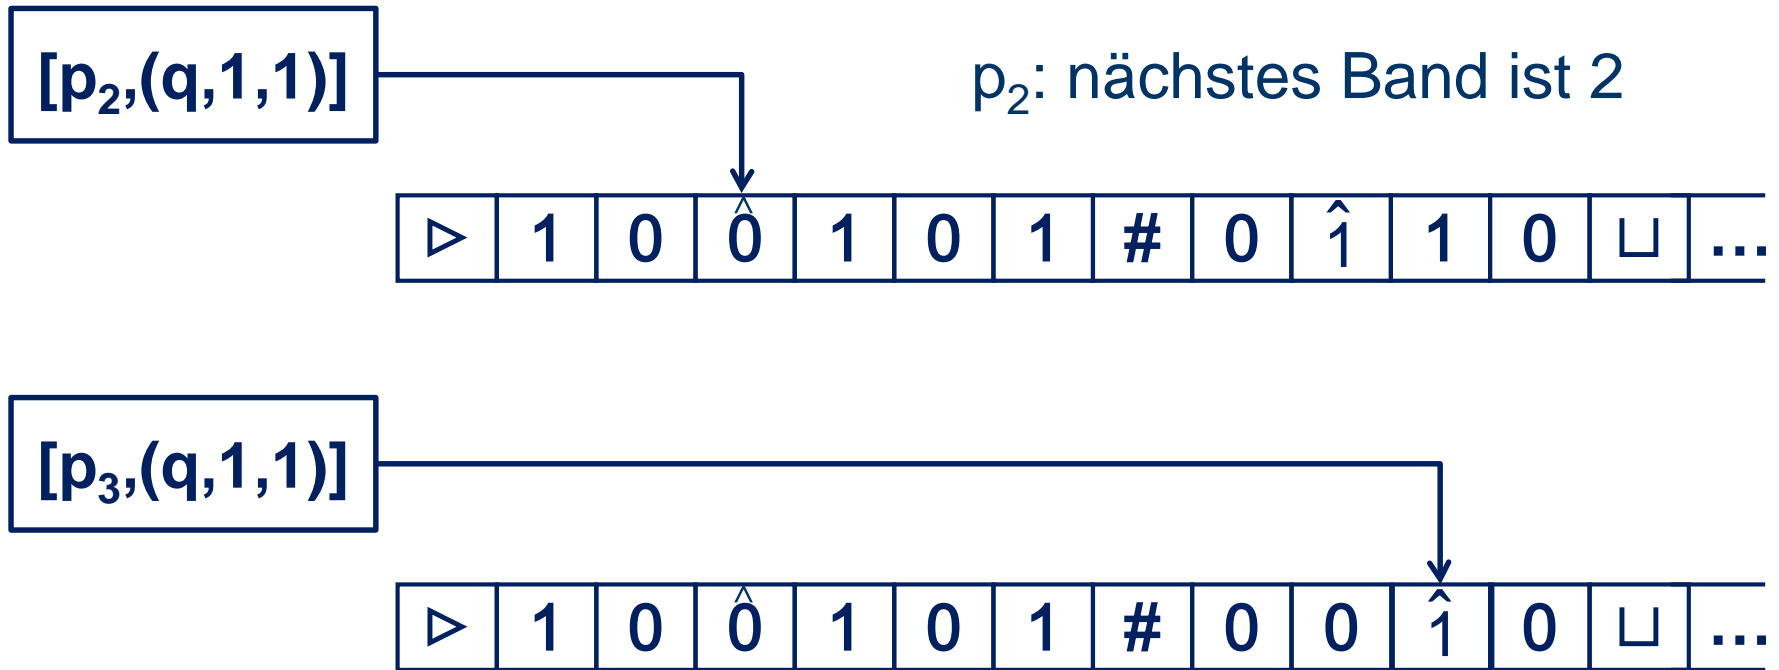 [p₂,(q,1,1)]
p₂: nächstes Band ist 2
▷ 1 0 0̂ 1 0 1 # 0 1̂ 1 0 ⊔ ...
[p₃,(q,1,1)]
▷ 1 0 0̂ 1 0 1 # 0 0 1̂ 0 ⊔ ...